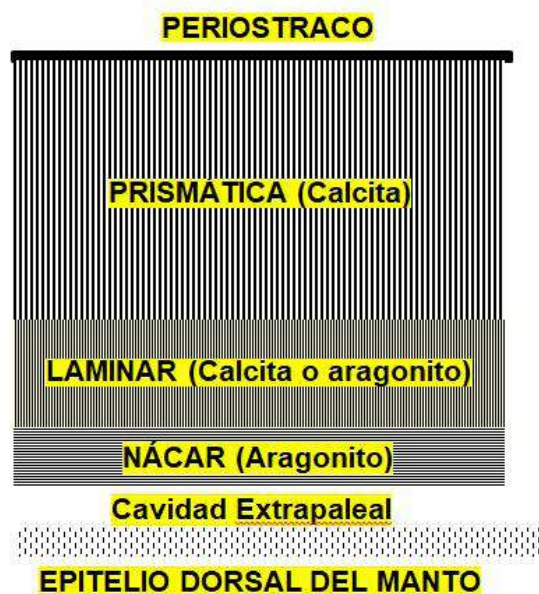 PERIOSTRACO
PRISMÁTICA (Calcita)
LAMINAR (Calcita o aragonito)
NÁCAR (Aragonito)
Cavidad Extrapaleal
EPITELIO DORSAL DEL MANTO